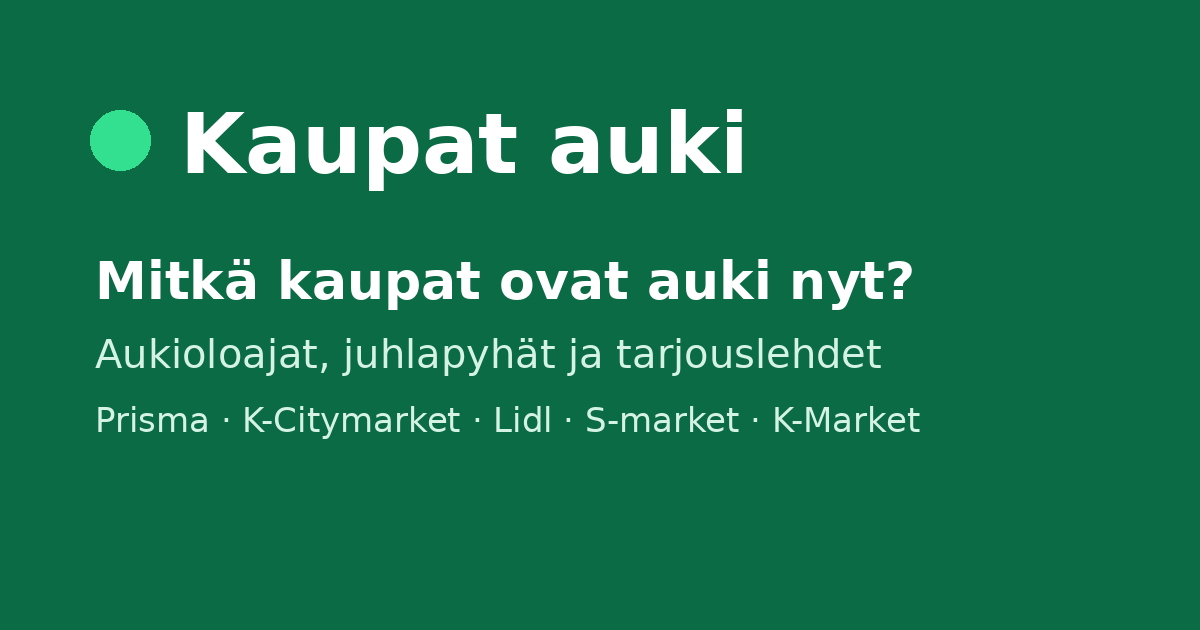 Kaupat auki
Mitkä kaupat ovat auki nyt?
Aukioloajat, juhlapyhät ja tarjouslehdet
Prisma · K-Citymarket · Lidl · S-market · K-Market